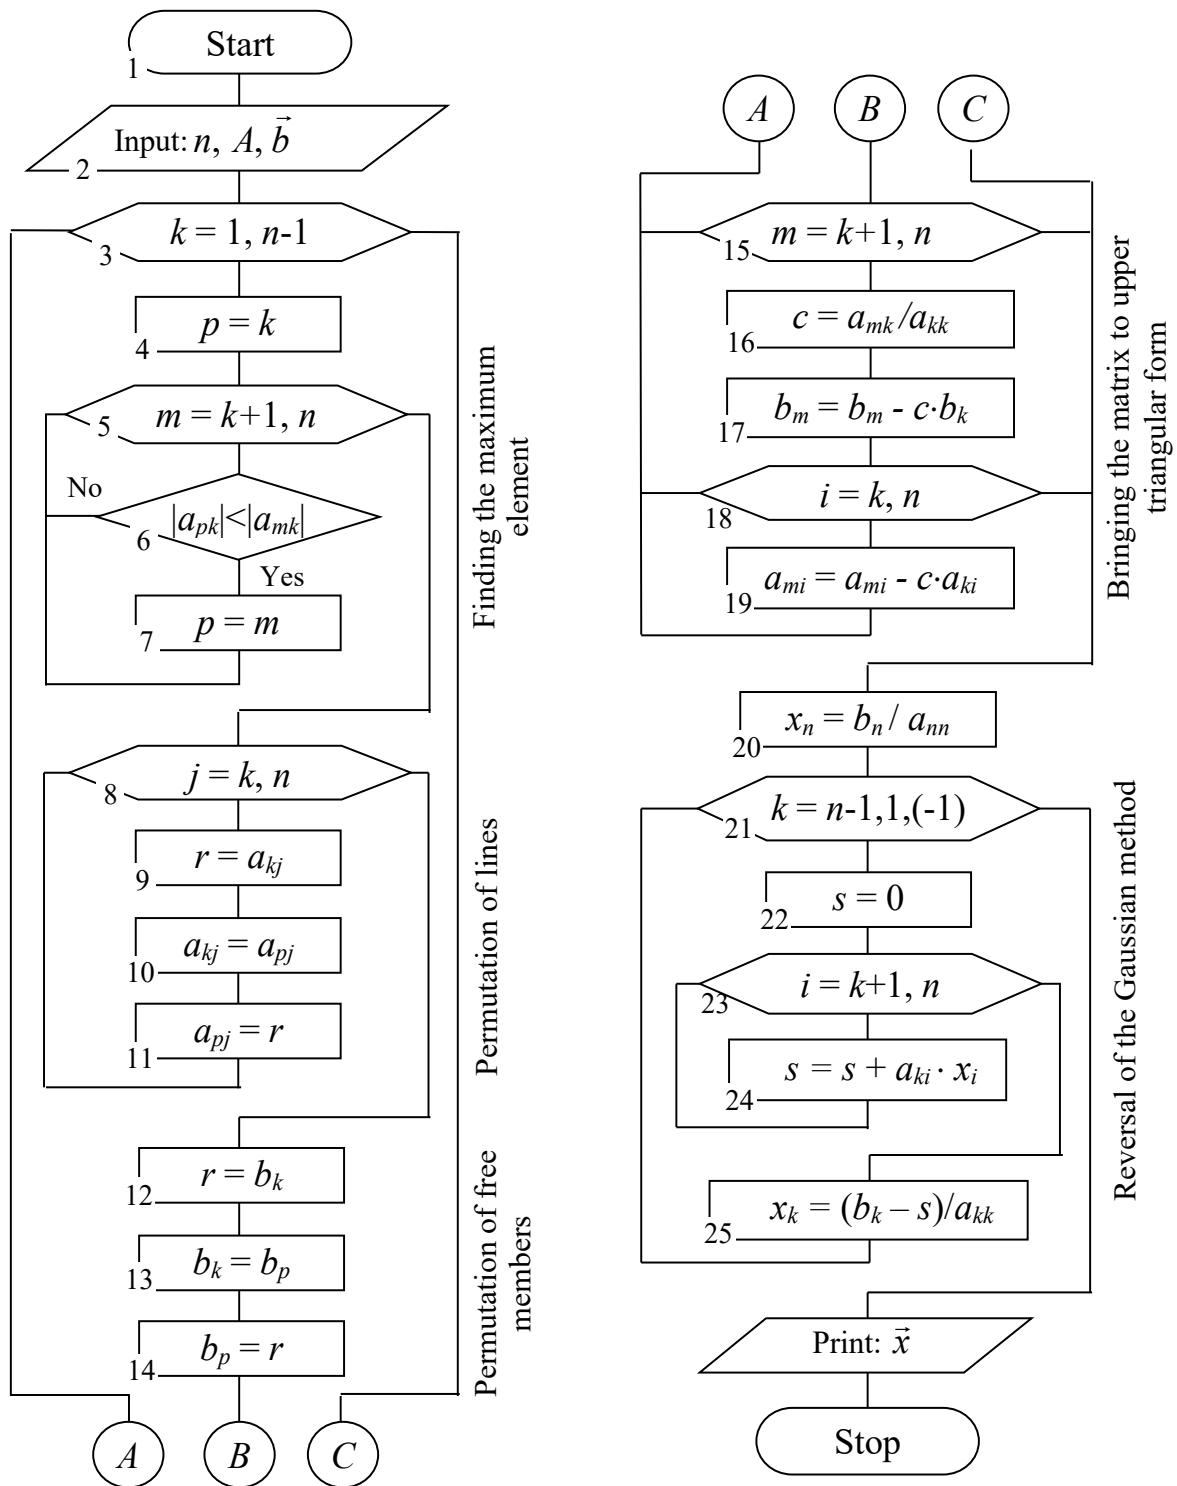 Start
1
Input: n, A, b⃗
2
k = 1, n-1
3
p = k
4
m = k+1, n
5
No
|aₚₖ|<|aₘₖ|
6
Yes
p = m
7
Finding the maximum
element
j = k, n
8
r = aₖⱼ
9
aₖⱼ = aₚⱼ
10
aₚⱼ = r
11
Permutation of lines
r = bₖ
12
bₖ = bₚ
13
bₚ = r
14
Permutation of free
members
A B C
A B C
m = k+1, n
15
c = aₘₖ/aₖₖ
16
bₘ = bₘ - c·bₖ
17
i = k, n
18
aₘᵢ = aₘᵢ - c·aₖᵢ
19
Bringing the matrix to upper
triangular form
xₙ = bₙ / aₙₙ
20
k = n-1,1,(-1)
21
s = 0
22
i = k+1, n
23
s = s + aₖᵢ · xᵢ
24
xₖ = (bₖ – s)/aₖₖ
25
Reversal of the Gaussian method
Print: x⃗
Stop